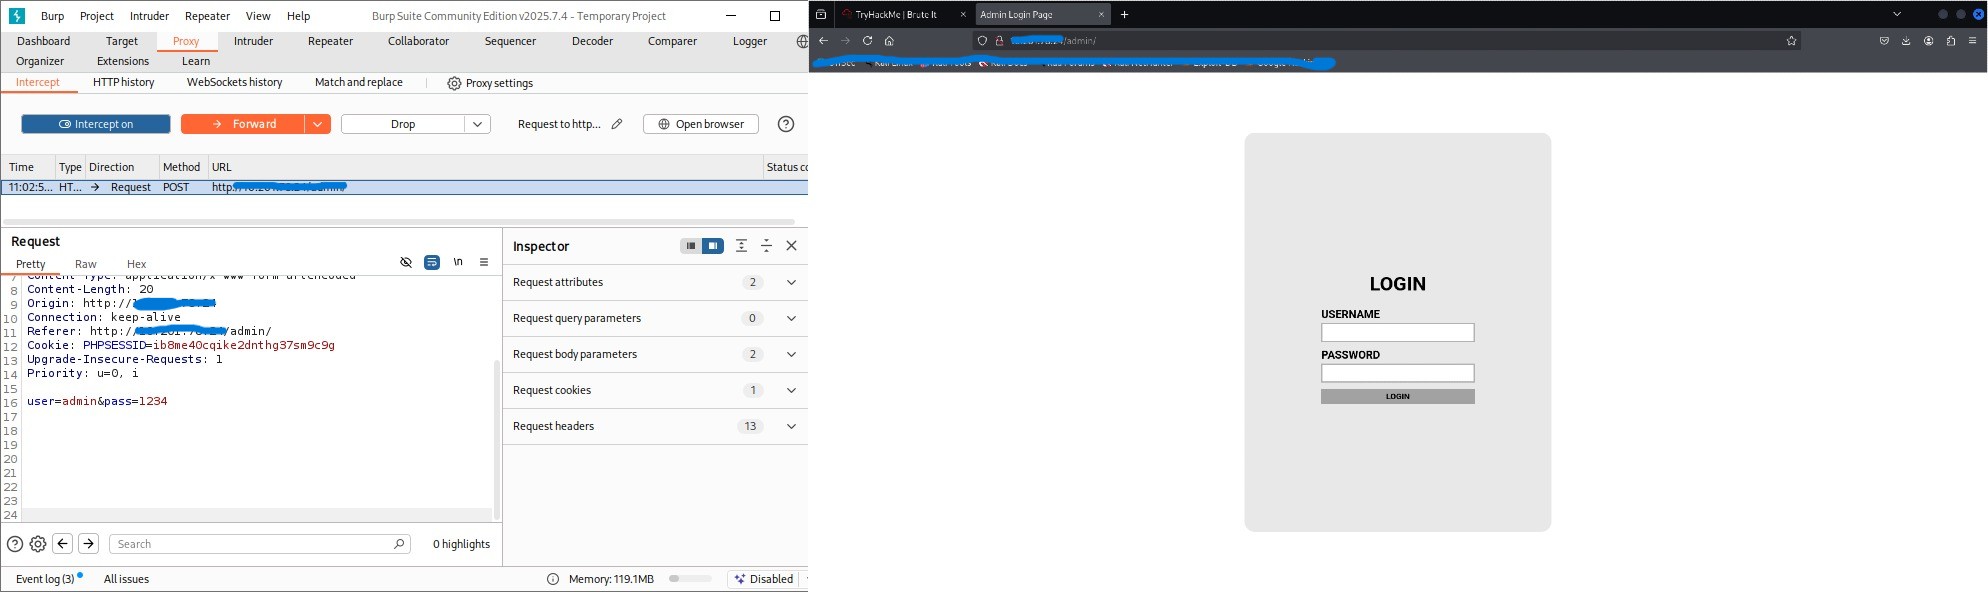 Burp Project Intruder Repeater View Help Burp Suite Community Edition v2025.7.4 - Temporary Project
Dashboard Target Proxy Intruder Repeater Collaborator Sequencer Decoder Comparer Logger
Organizer Extensions Learn
Intercept HTTP history WebSockets history Match and replace Proxy settings
Intercept on Forward Drop Request to http... Open browser
Time Type Direction Method URL Status co
11:02:5... HT... → Request POST http:/
Request
Pretty Raw Hex \n
7 Content-Type: application/x-www-form-urlencoded
8 Content-Length: 20
9 Origin: http://
10 Connection: keep-alive
11 Referer: http:///admin/
12 Cookie: PHPSESSID=ib8me40cqike2dnthg37sm9c9g
13 Upgrade-Insecure-Requests: 1
14 Priority: u=0, i
15
16 user=admin&pass=1234
17
18
19
20
21
22
23
24
Search 0 highlights
Inspector
Request attributes 2
Request query parameters 0
Request body parameters 2
Request cookies 1
Request headers 13
Event log (3) All issues Memory: 119.1MB Disabled
TryHackMe | Brute It Admin Login Page
/admin/
LOGIN
USERNAME
PASSWORD
LOGIN